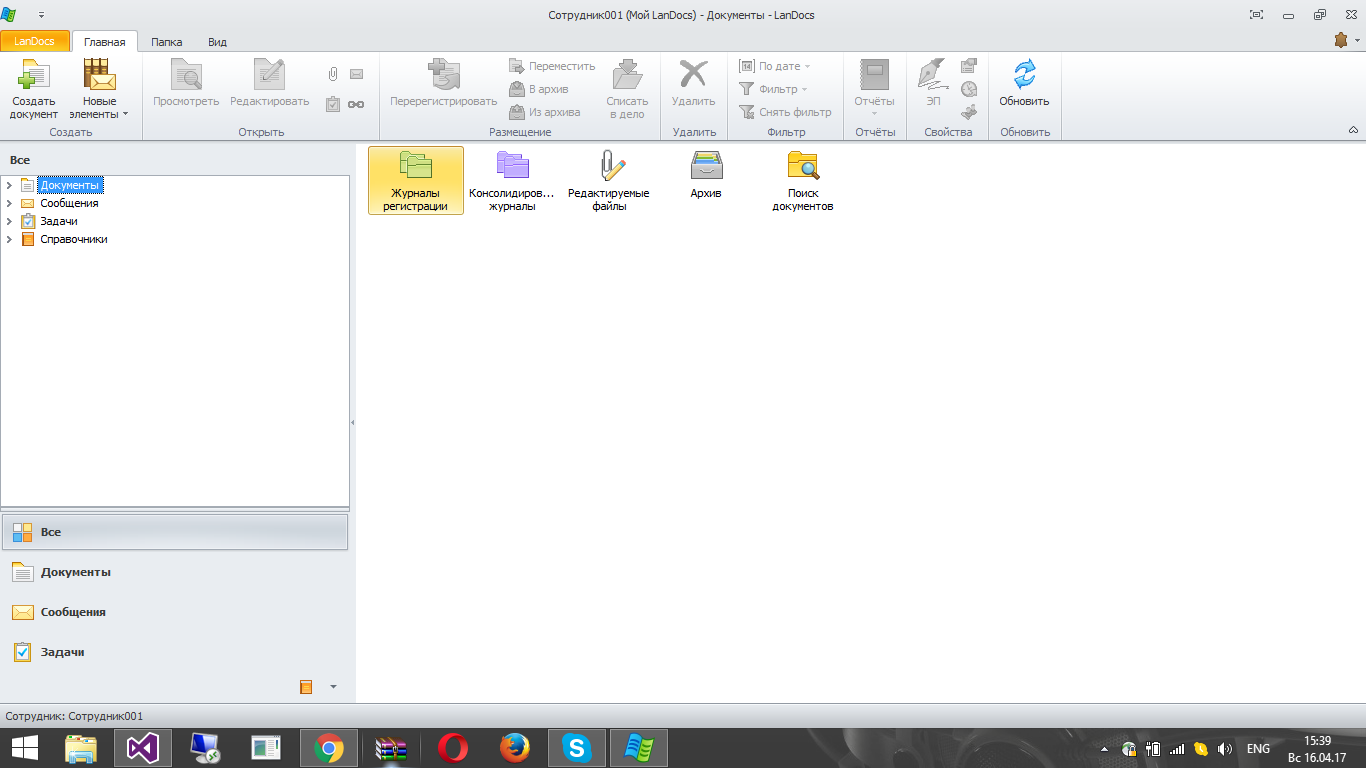 Сотрудник001 (Мой LanDocs) - Документы - LanDocs
LanDocs Главная Папка Вид
Создать документ
Новые элементы
Создать
Просмотреть
Редактировать
Открыть
Перерегистрировать
Переместить
В архив
Из архива
Списать в дело
Размещение
Удалить
Удалить
14 По дате
Фильтр
Снять фильтр
Фильтр
Отчёты
Отчёты
ЭП
Свойства
Обновить
Обновить
Все
Документы
Сообщения
Задачи
Справочники
Журналы регистрации
Консолидиров... журналы
Редактируемые файлы
Архив
Поиск документов
Все
Документы
Сообщения
Задачи
Сотрудник: Сотрудник001
ENG
15:39
Вс 16.04.17